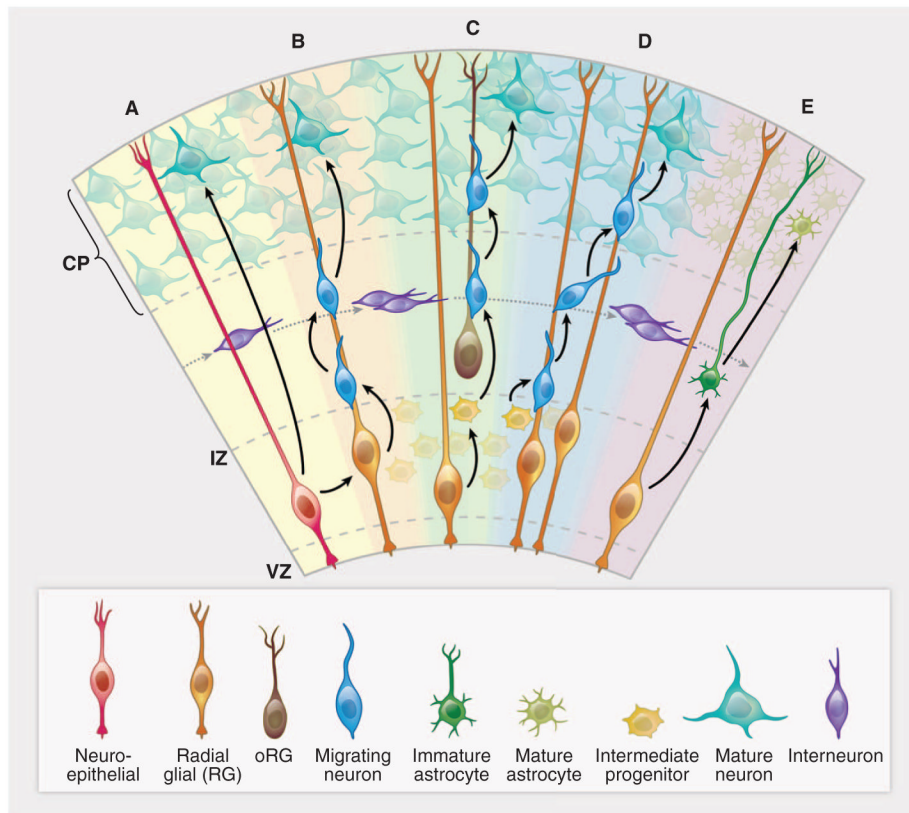 A
B
C
D
E
CP
IZ
VZ
Neuro-
epithelial
Radial
glial (RG)
oRG
Migrating
neuron
Immature
astrocyte
Mature
astrocyte
Intermediate
progenitor
Mature
neuron
Interneuron